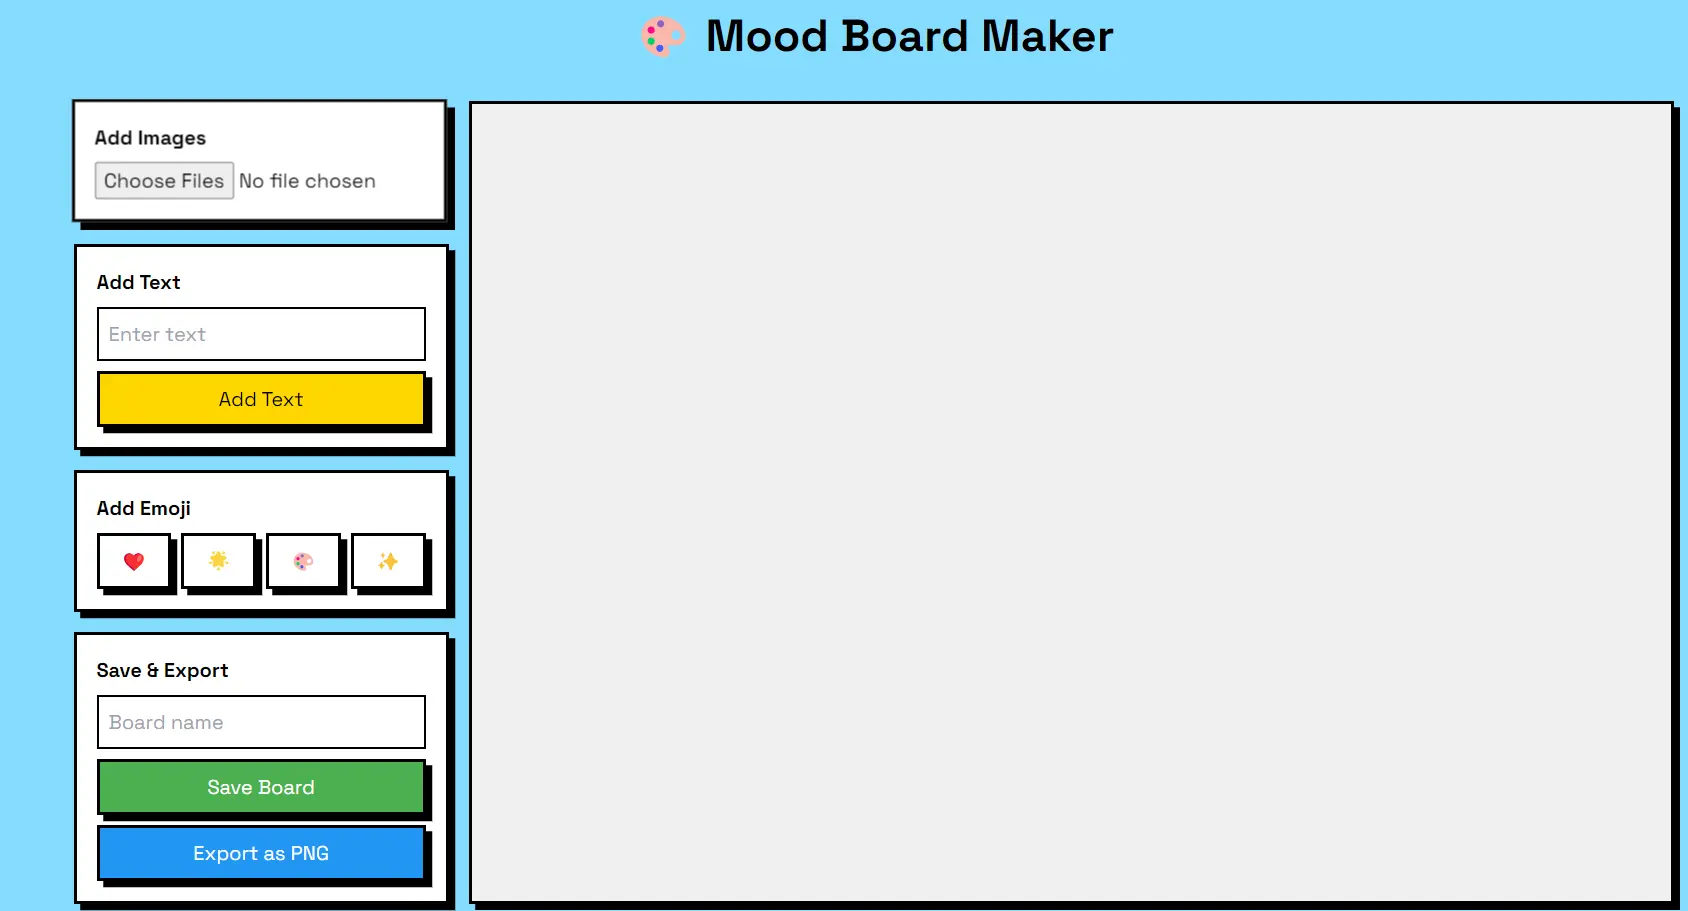 🎨 Mood Board Maker
Add Images
Choose Files No file chosen
Add Text
Enter text
Add Text
Add Emoji
❤️ 🌟 🎨 ✨
Save & Export
Board name
Save Board
Export as PNG